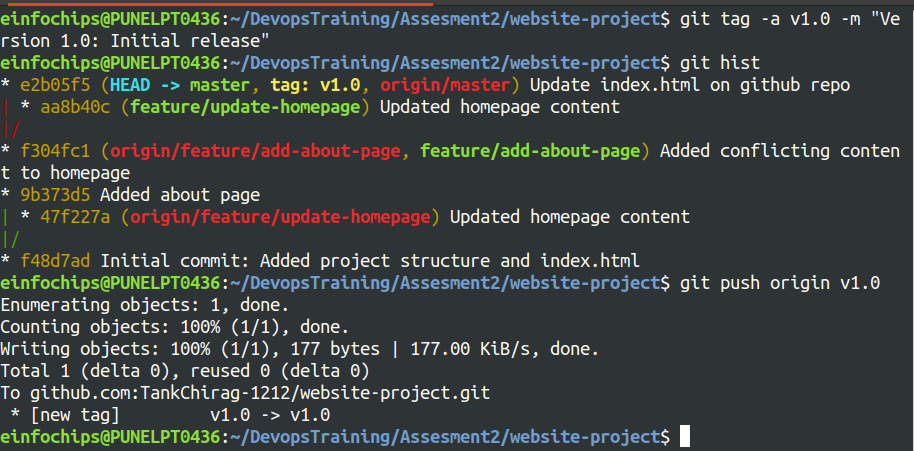 einfochips@PUNELPT0436:~/DevopsTraining/Assesment2/website-project$ git tag -a v1.0 -m "Ve
rsion 1.0: Initial release"
einfochips@PUNELPT0436:~/DevopsTraining/Assesment2/website-project$ git hist
* e2b05f5 (HEAD -> master, tag: v1.0, origin/master) Update index.html on github repo
| * aa8b40c (feature/update-homepage) Updated homepage content
|/
* f304fc1 (origin/feature/add-about-page, feature/add-about-page) Added conflicting conten
t to homepage
* 9b373d5 Added about page
| * 47f227a (origin/feature/update-homepage) Updated homepage content
|/
* f48d7ad Initial commit: Added project structure and index.html
einfochips@PUNELPT0436:~/DevopsTraining/Assesment2/website-project$ git push origin v1.0
Enumerating objects: 1, done.
Counting objects: 100% (1/1), done.
Writing objects: 100% (1/1), 177 bytes | 177.00 KiB/s, done.
Total 1 (delta 0), reused 0 (delta 0)
To github.com:TankChirag-1212/website-project.git
 * [new tag]         v1.0 -> v1.0
einfochips@PUNELPT0436:~/DevopsTraining/Assesment2/website-project$